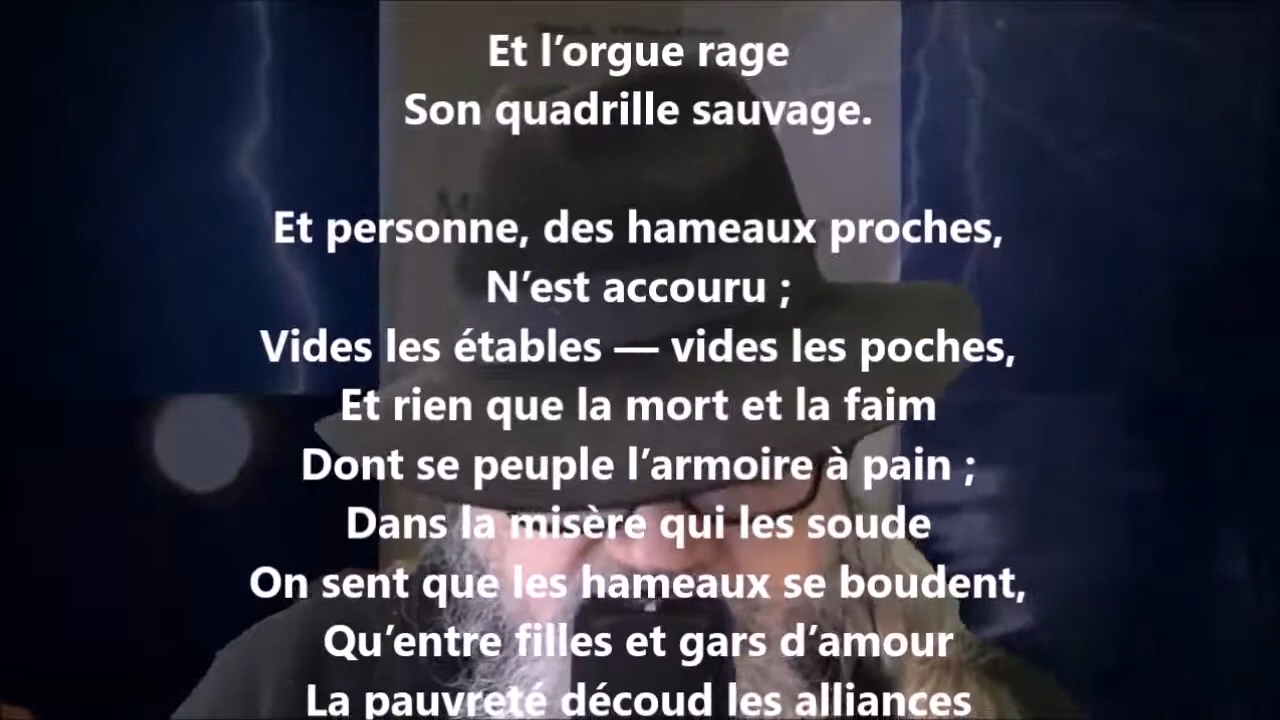 Et l’orgue rage
Son quadrille sauvage.
Et personne, des hameaux proches,
N’est accouru ;
Vides les étables — vides les poches,
Et rien que la mort et la faim
Dont se peuple l’armoire à pain ;
Dans la misère qui les soude
On sent que les hameaux se boudent,
Qu’entre filles et gars d’amour
La pauvreté découd les alliances